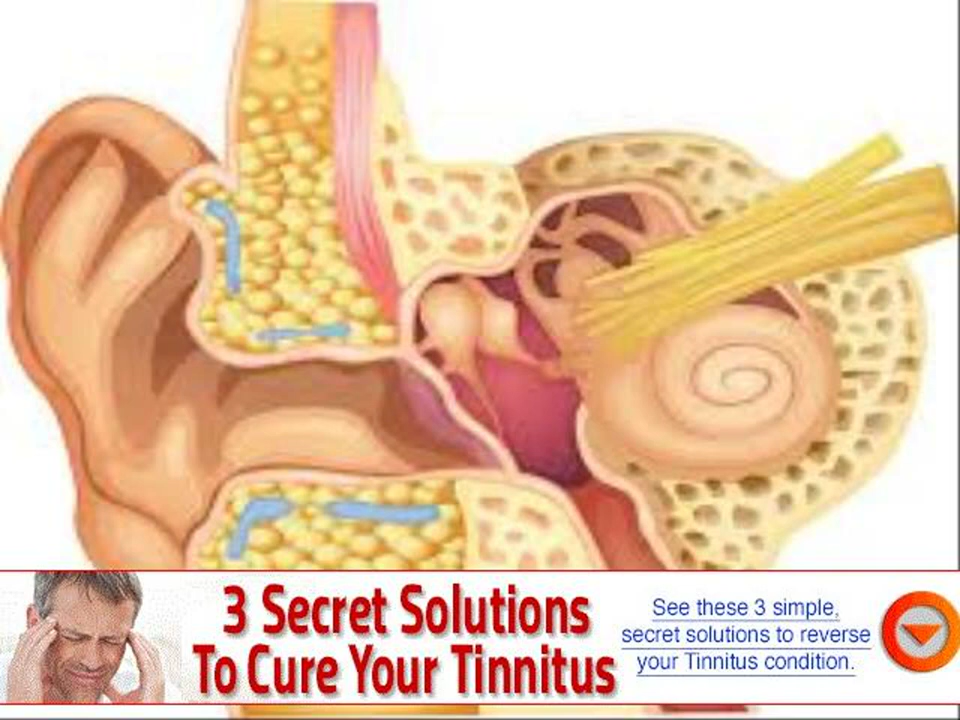 3 Secret Solutions
To Cure Your Tinnitus
See these 3 simple,
secret solutions to reverse
your Tinnitus condition.